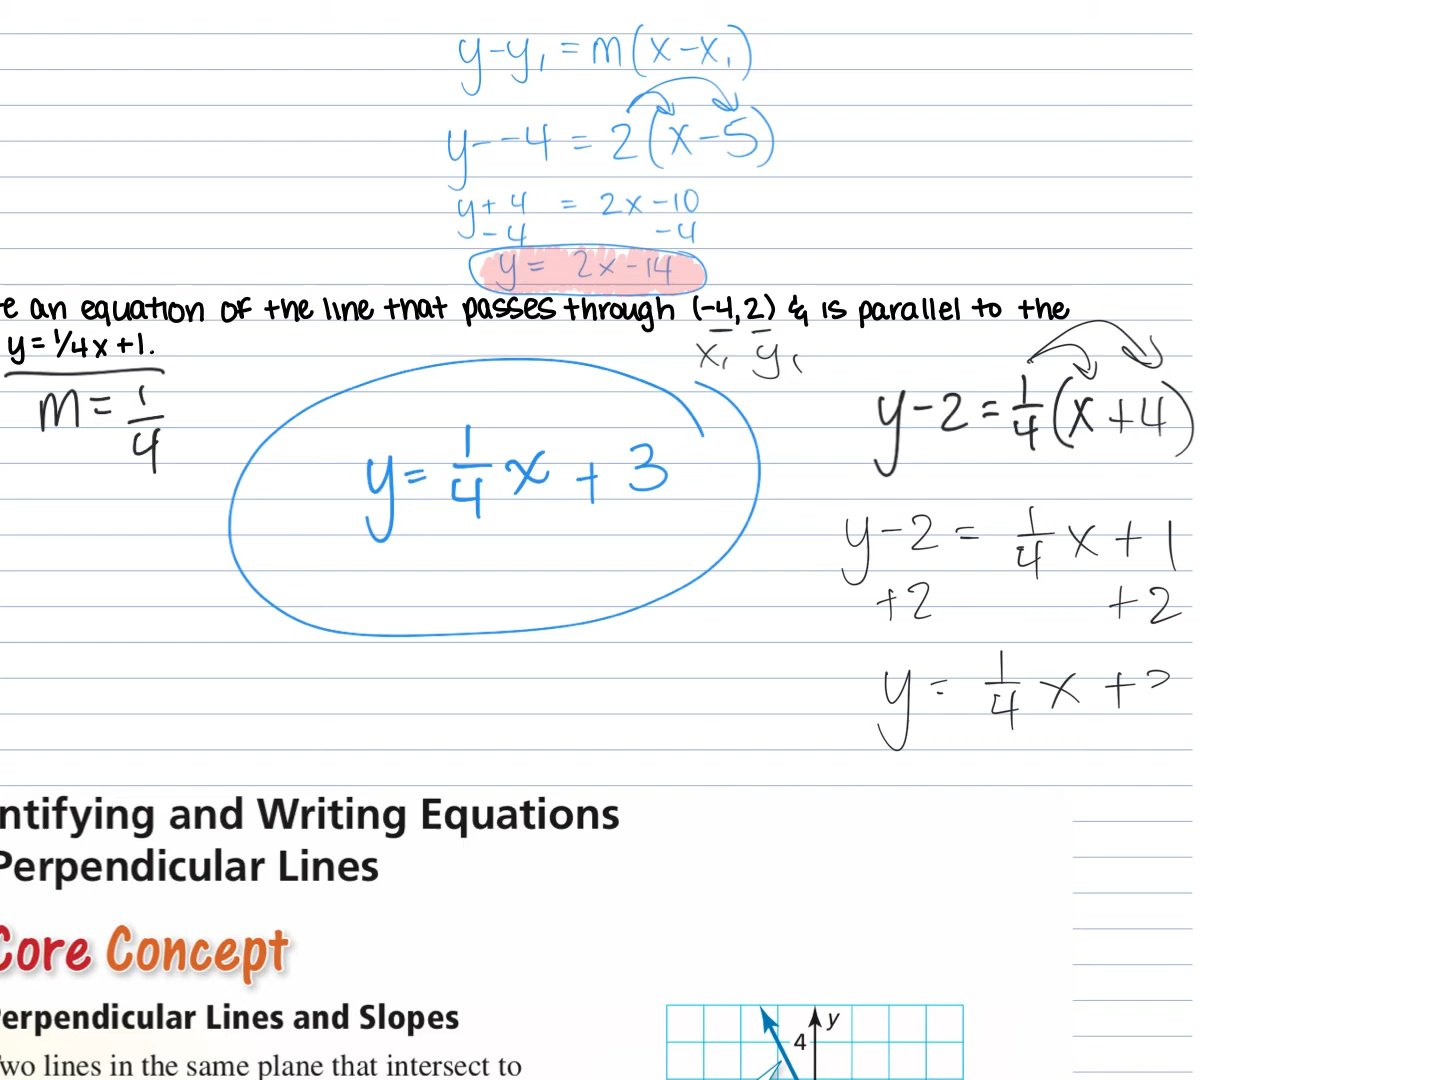 y-y₁ = m(x-x₁)
y--4 = 2(x-5)
y+4 = 2x-10
-4 -4
y = 2x-14
an equation of the line that passes through (-4,2) & is parallel to the
y = 1/4x+1.
x₁ y₁
m = 1/4
y-2 = 1/4(x+4)
y = 1/4x + 3
y-2 = 1/4x + 1
+2 +2
y = 1/4x +
ntifying and Writing Equations
Perpendicular Lines
Core Concept
erpendicular Lines and Slopes
wo lines in the same plane that intersect to
y
4